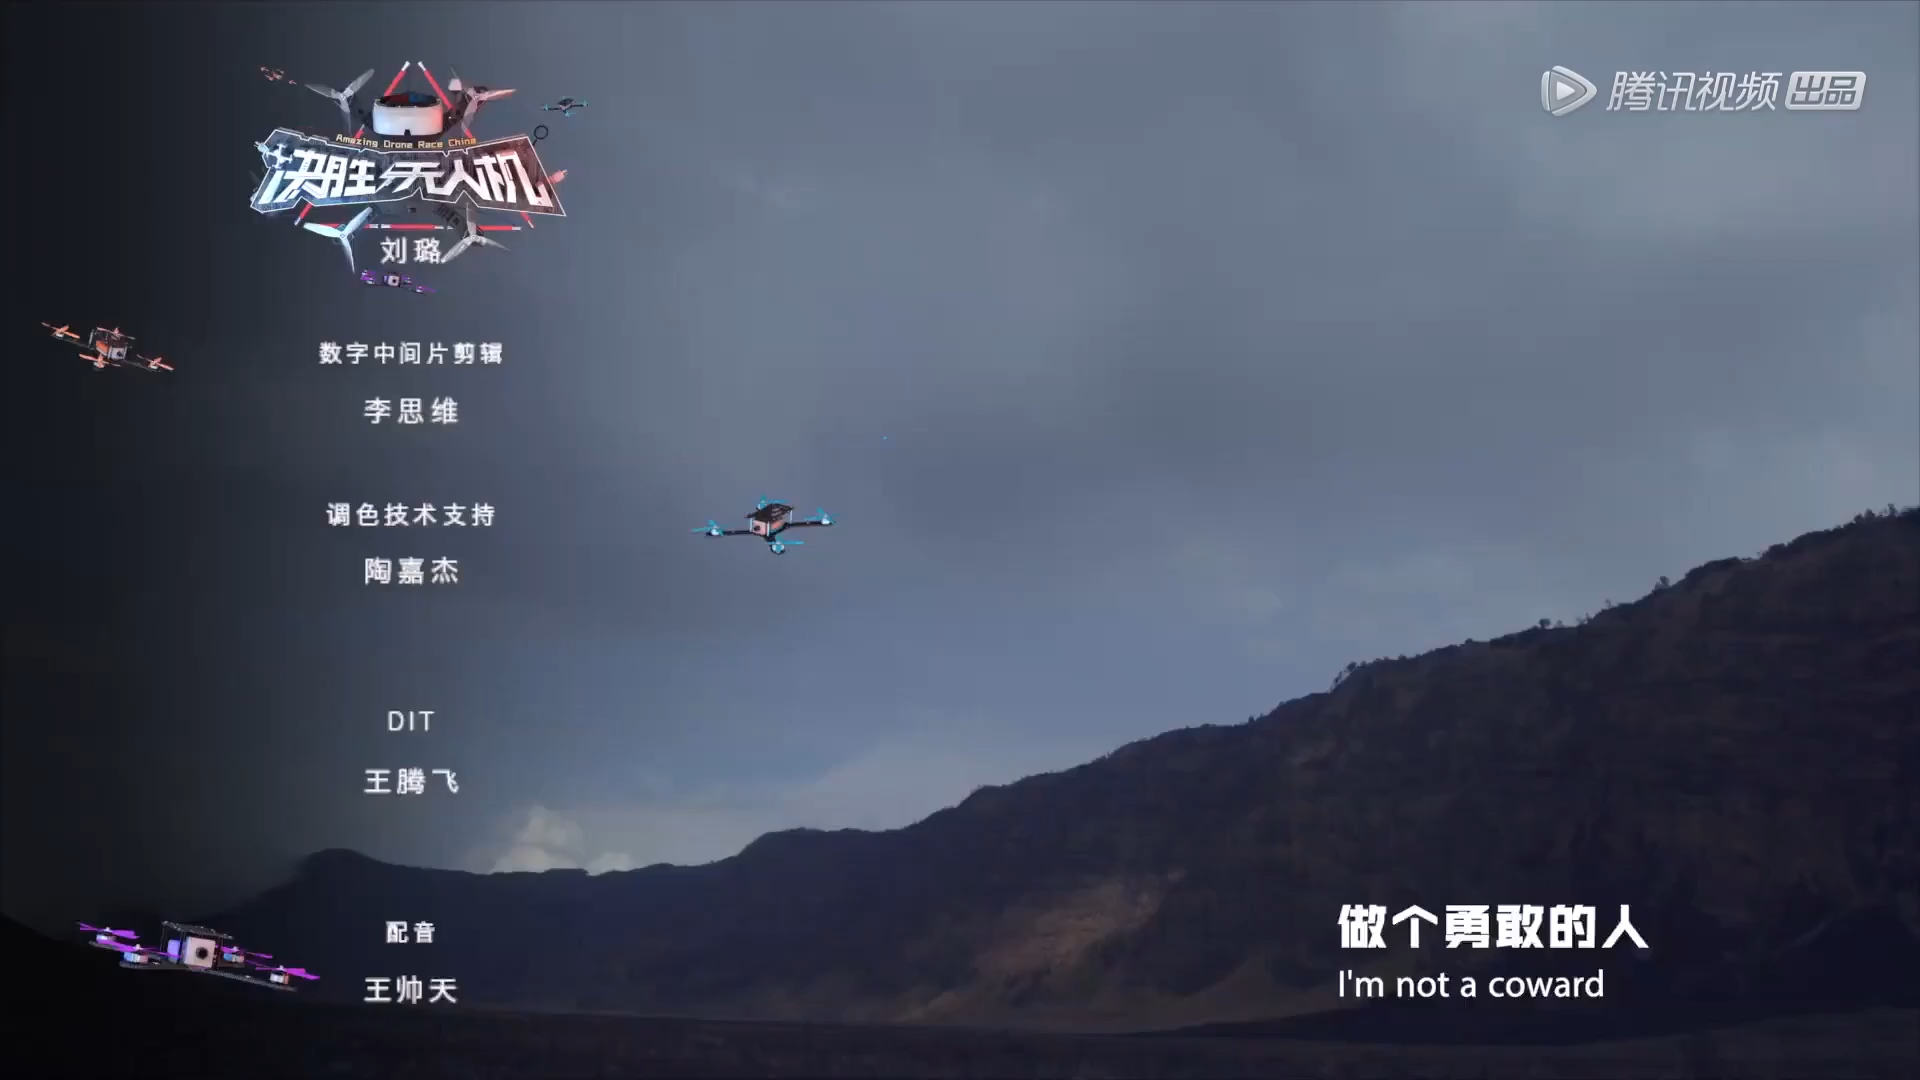 Amazing Drone Race China
决胜无人机
腾讯视频 出品
刘璐
数字中间片剪辑
李思维
调色技术支持
陶嘉杰
DIT
王腾飞
配音
王帅天
做个勇敢的人
I'm not a coward